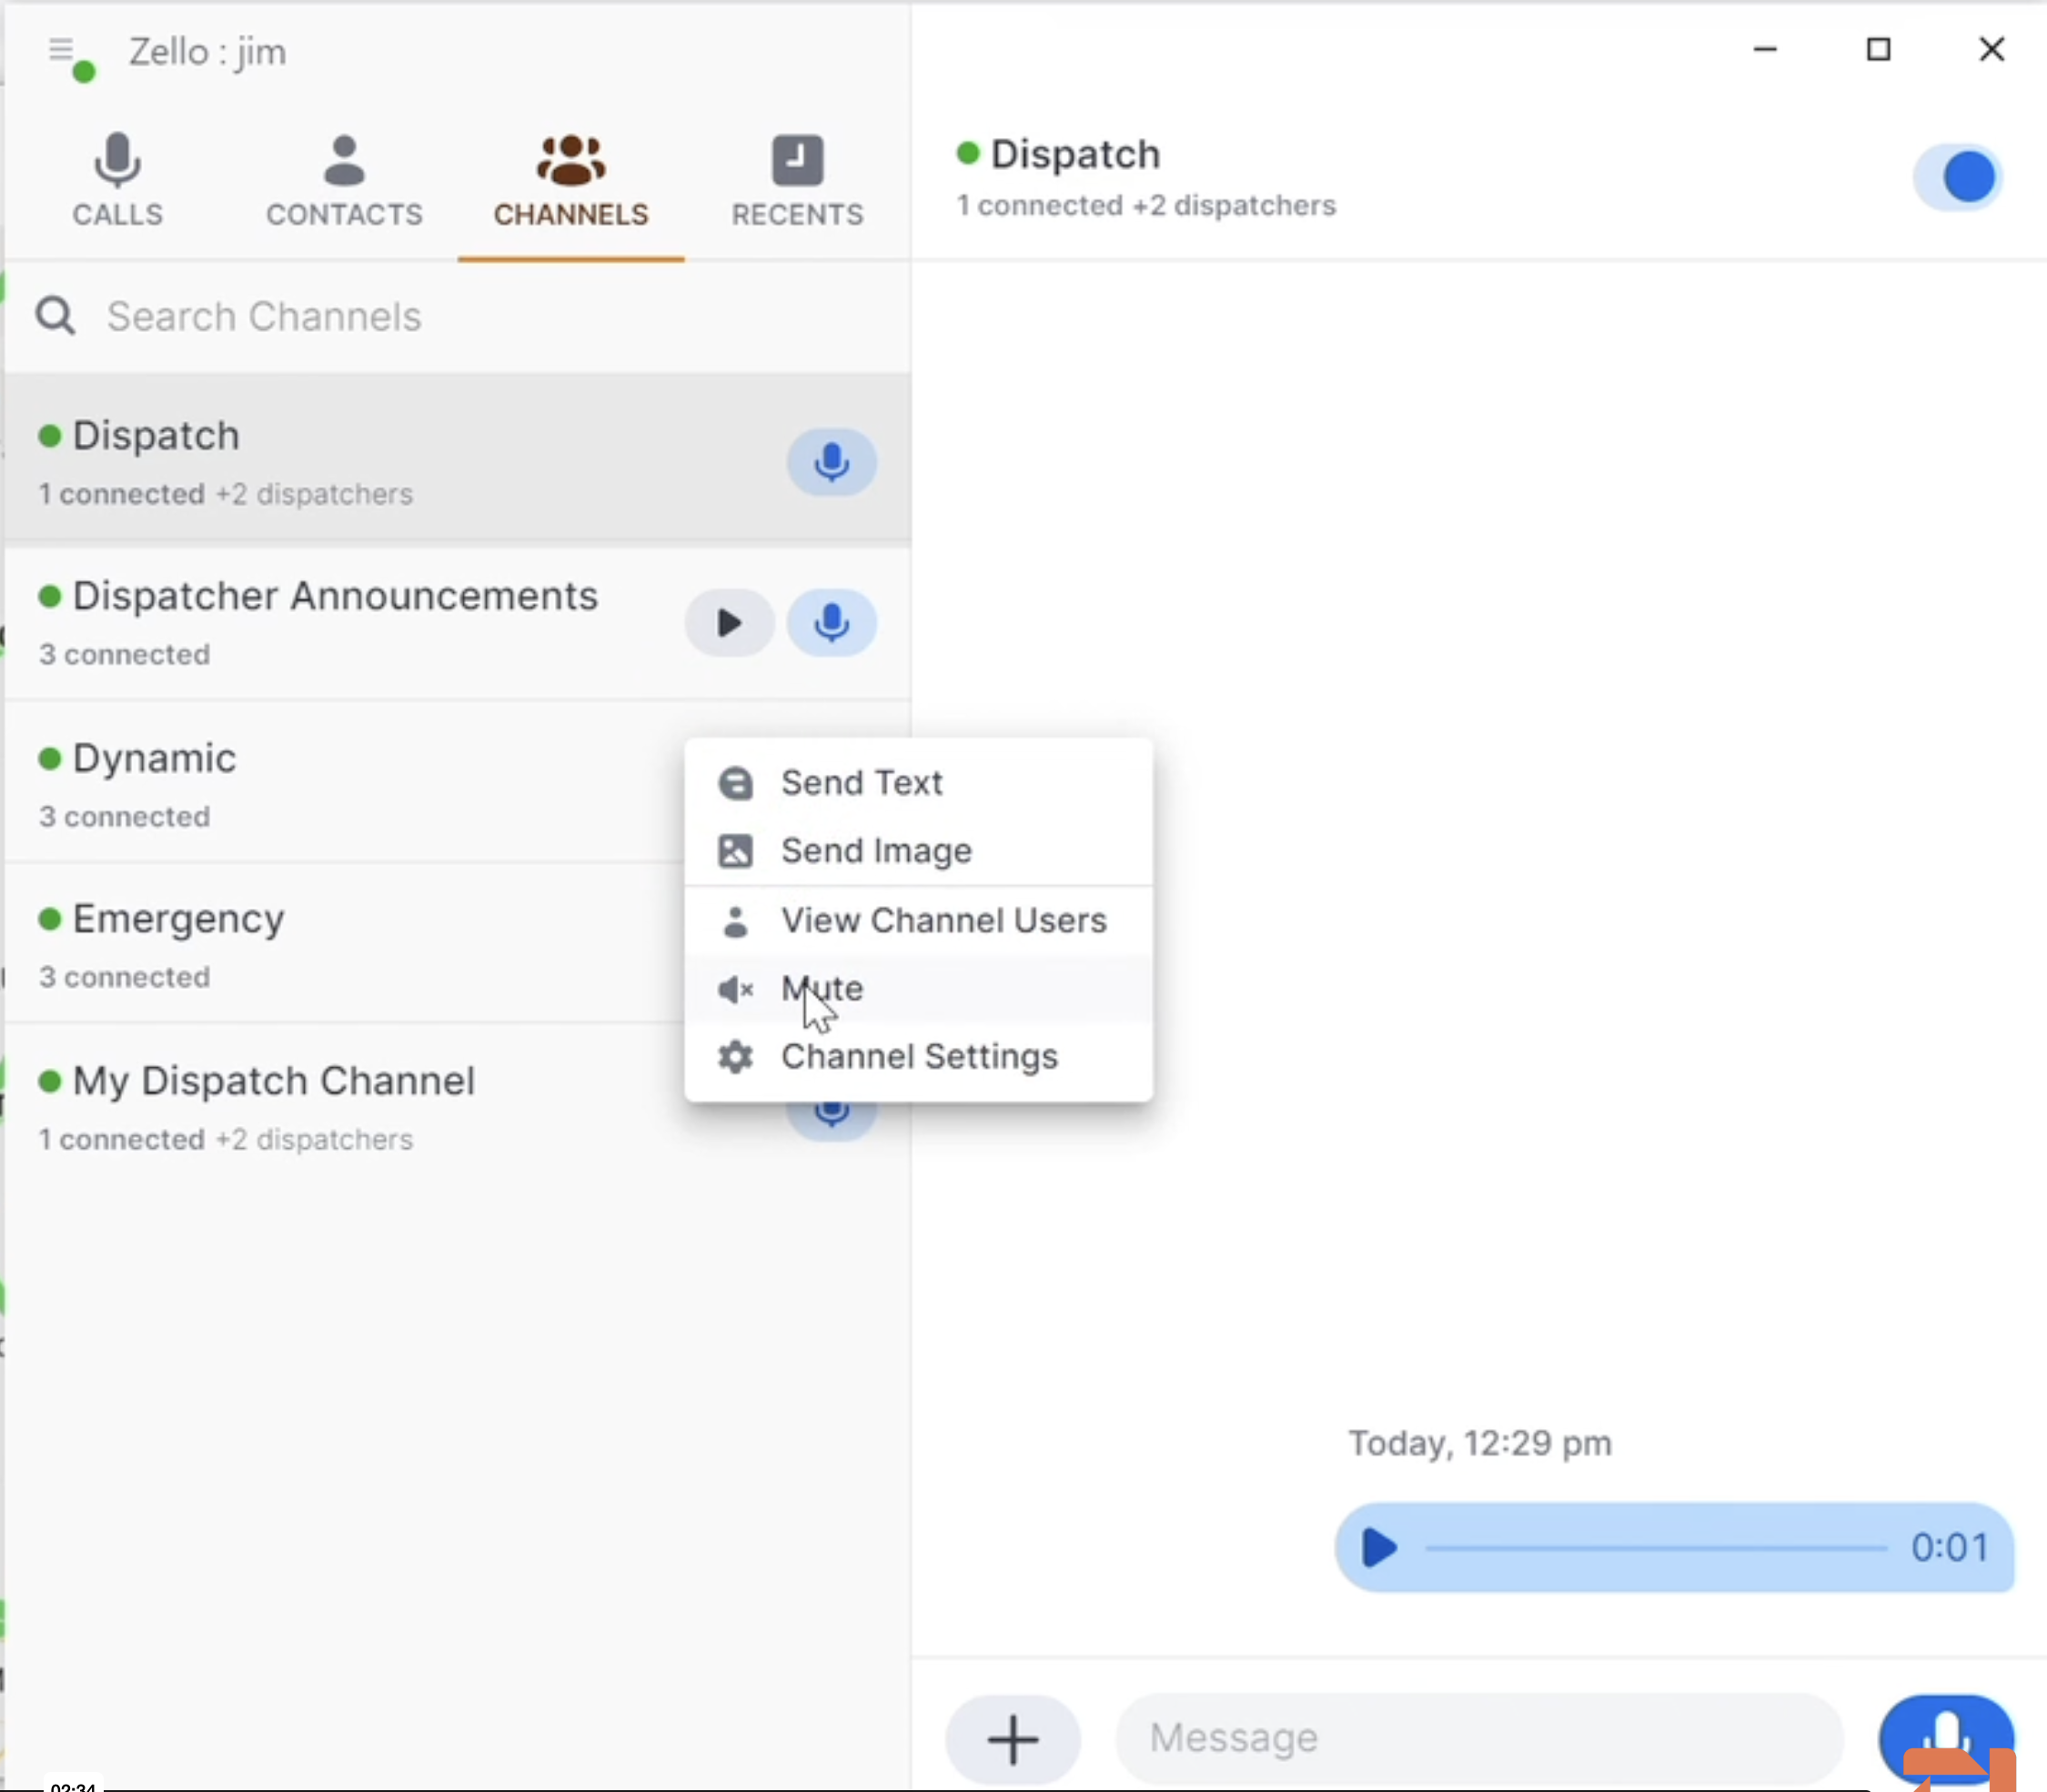 Zello : jim
CALLS
CONTACTS
CHANNELS
RECENTS
Search Channels
Dispatch
1 connected +2 dispatchers
Dispatcher Announcements
3 connected
Dynamic
3 connected
Emergency
3 connected
My Dispatch Channel
1 connected +2 dispatchers
Send Text
Send Image
View Channel Users
Mute
Channel Settings
Dispatch
1 connected +2 dispatchers
Today, 12:29 pm
0:01
Message
02:34